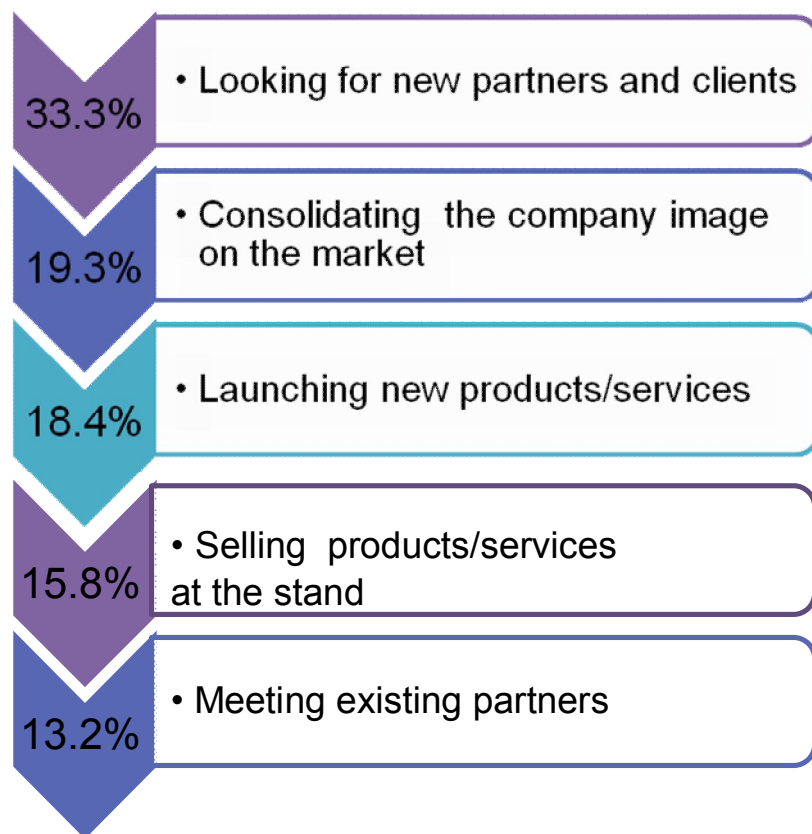 33.3%
• Looking for new partners and clients
19.3%
• Consolidating the company image
on the market
18.4%
• Launching new products/services
15.8%
• Selling products/services
at the stand
13.2%
• Meeting existing partners